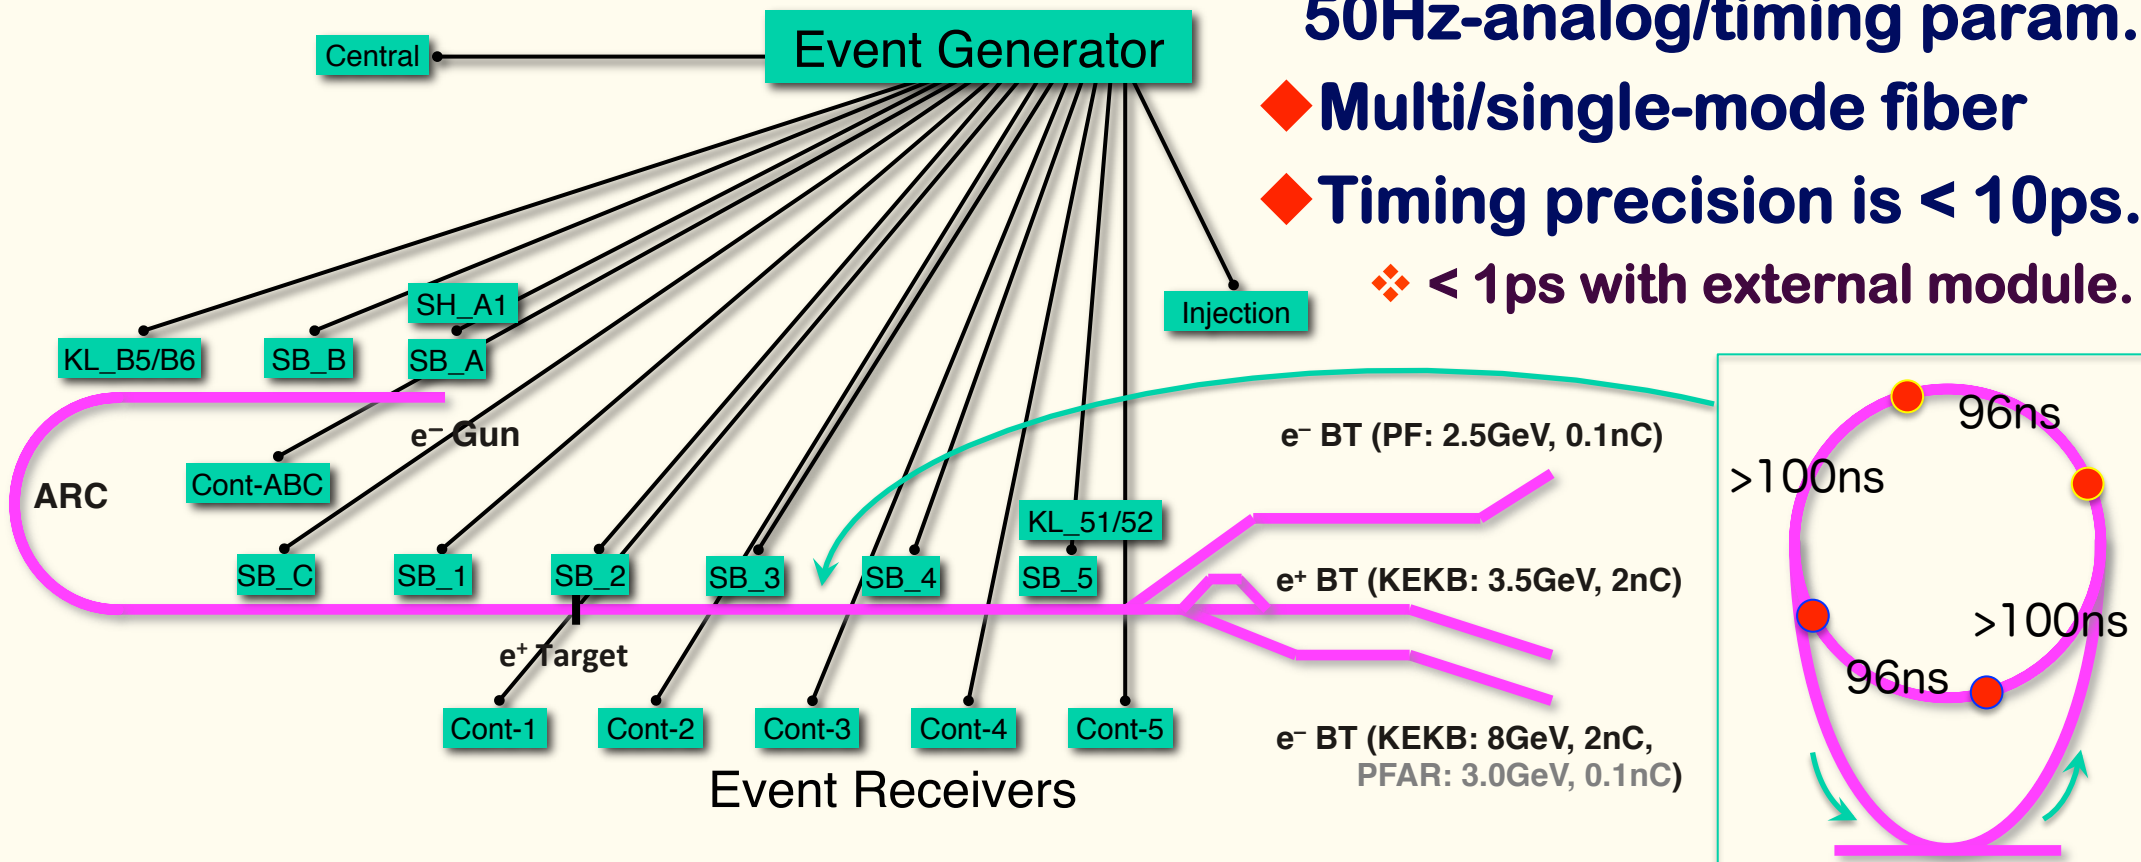 50Hz-analog/timing param.
Event Generator
Central
Multi/single-mode fiber
Timing precision is < 10ps.
< 1ps with external module.
SH_A1
Injection
KL_B5/B6
SB_B
SB_A
e– Gun
e– BT (PF: 2.5GeV, 0.1nC)
96ns
>100ns
ARC
Cont-ABC
KL_51/52
SB_C
SB_1
SB_2
SB_3
SB_4
SB_5
e+ BT (KEKB: 3.5GeV, 2nC)
>100ns
96ns
e+ Target
Cont-1
Cont-2
Cont-3
Cont-4
Cont-5
e– BT (KEKB: 8GeV, 2nC,
PFAR: 3.0GeV, 0.1nC)
Event Receivers